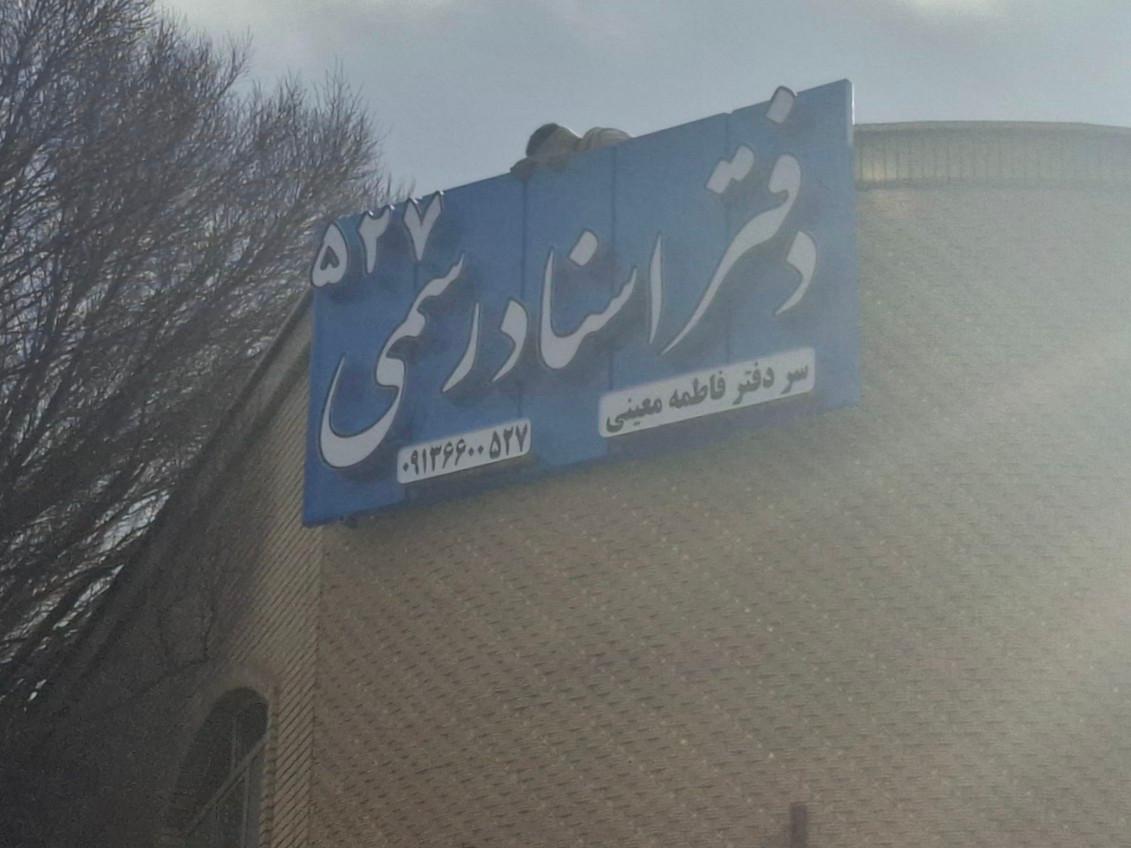 دفتر اسناد رسمی ۵۲۷
سر دفتر فاطمه معینی
۰۹۱۳۶۶۰۰۵۲۷